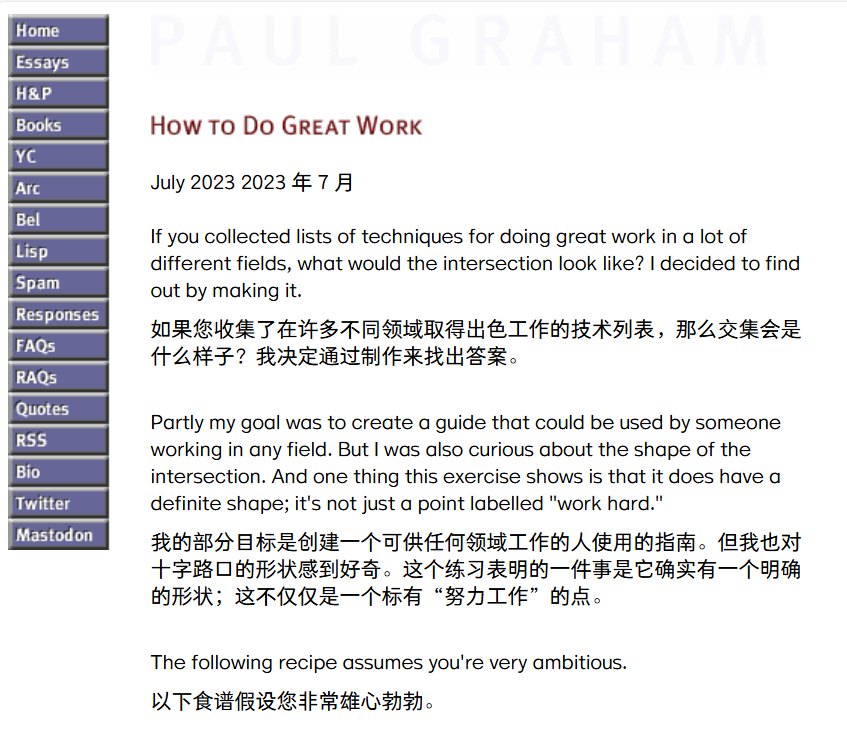 Home
Essays
H&P
Books
YC
Arc
Bel
Lisp
Spam
Responses
FAQs
RAQs
Quotes
RSS
Bio
Twitter
Mastodon
PAUL GRAHAM
How to Do Great Work
July 2023 2023 年 7 月
If you collected lists of techniques for doing great work in a lot of
different fields, what would the intersection look like? I decided to find
out by making it.
如果您收集了在许多不同领域取得出色工作的技术列表，那么交集会是
什么样子？我决定通过制作来找出答案。
Partly my goal was to create a guide that could be used by someone
working in any field. But I was also curious about the shape of the
intersection. And one thing this exercise shows is that it does have a
definite shape; it's not just a point labelled "work hard."
我的部分目标是创建一个可供任何领域工作的人使用的指南。但我也对
十字路口的形状感到好奇。这个练习表明的一件事是它确实有一个明确
的形状；这不仅仅是一个标有“努力工作”的点。
The following recipe assumes you're very ambitious.
以下食谱假设您非常雄心勃勃。